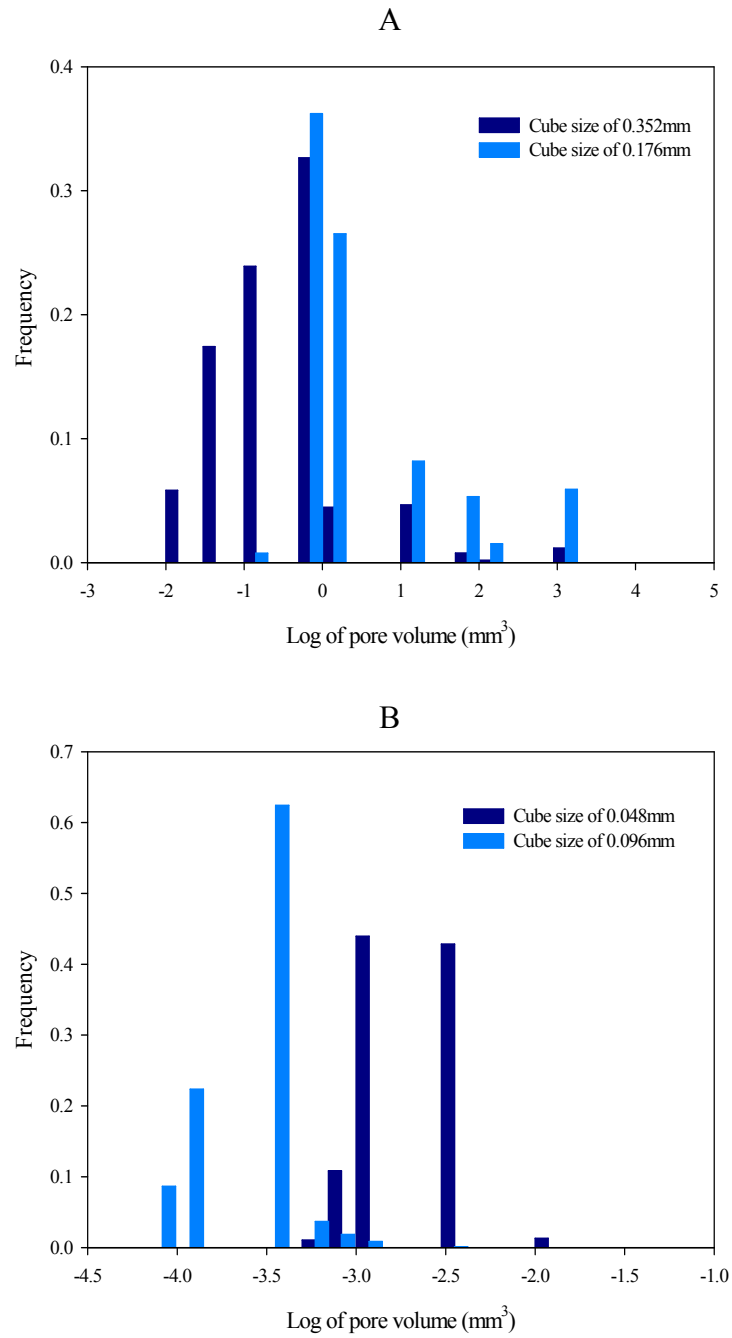 A
0.4
0.3
0.2
0.1
0.0
Frequency
Cube size of 0.352mm
Cube size of 0.176mm
-3 -2 -1 0 1 2 3 4 5
Log of pore volume (mm³)
B
0.7
0.6
0.5
0.4
0.3
0.2
0.1
0.0
Frequency
Cube size of 0.048mm
Cube size of 0.096mm
-4.5 -4.0 -3.5 -3.0 -2.5 -2.0 -1.5 -1.0
Log of pore volume (mm³)